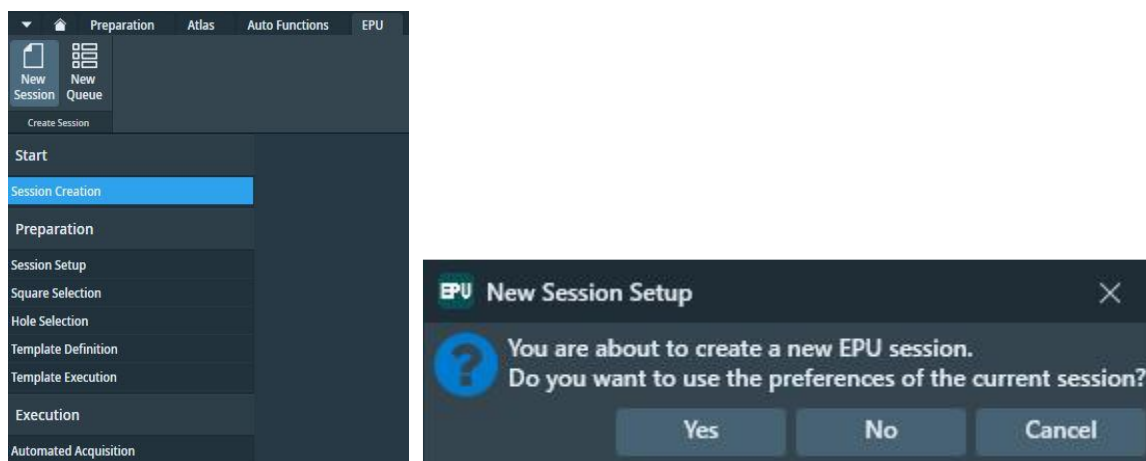 Preparation Atlas Auto Functions EPU
New Session New Queue
Create Session
Start
Session Creation
Preparation
Session Setup
Square Selection
Hole Selection
Template Definition
Template Execution
Execution
Automated Acquisition
EPU New Session Setup
You are about to create a new EPU session.
Do you want to use the preferences of the current session?
Yes No Cancel